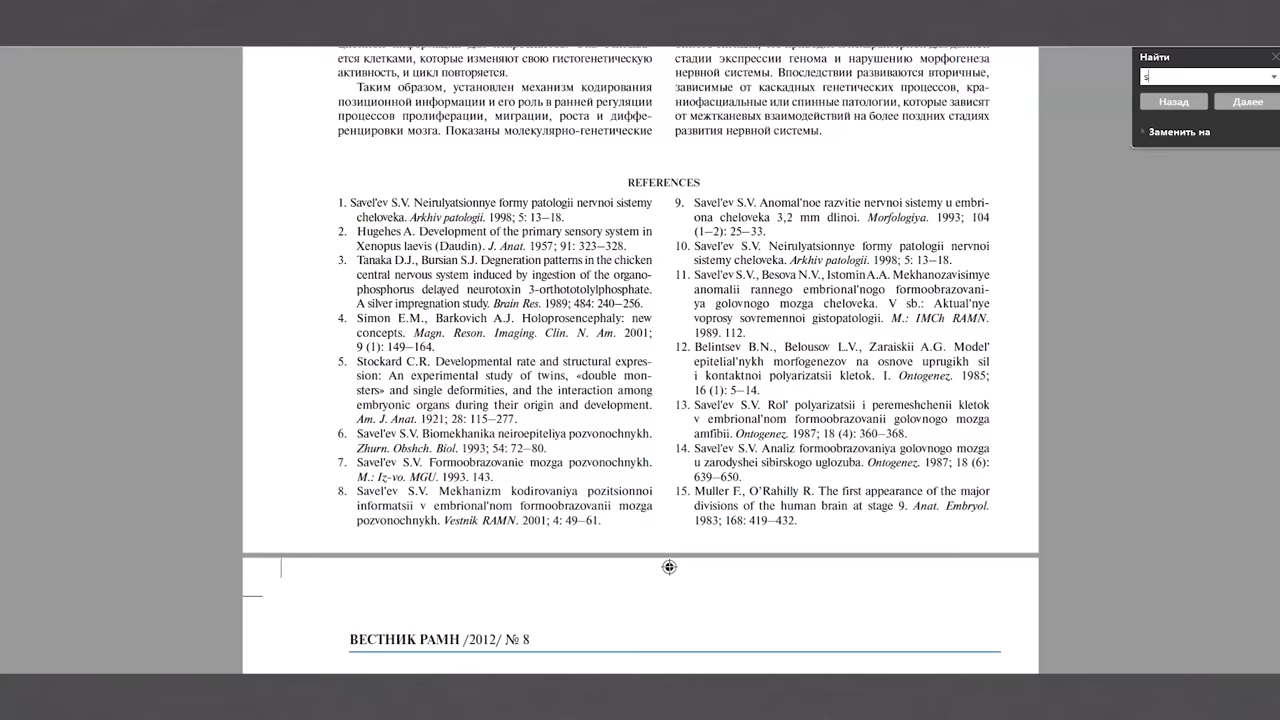 ется клетками, которые изменяют свою гистогенетическую
активность, и цикл повторяется.
Таким образом, установлен механизм кодирования
позиционной информации и его роль в ранней регуляции
процессов пролиферации, миграции, роста и диффе-
ренцировки мозга. Показаны молекулярно-генетические
стадии экспрессии генома и нарушению морфогенеза
нервной системы. Впоследствии развиваются вторичные,
зависимые от каскадных генетических процессов, кра-
ниофасциальные или спинные патологии, которые зависят
от межтканевых взаимодействий на более поздних стадиях
развития нервной системы.
REFERENCES
1. Savel'ev S.V. Neirulyatsionnye formy patologii nervnoi sistemy
cheloveka. Arkhiv patologii. 1998; 5: 13—18.
2. Hugehes A. Development of the primary sensory system in
Xenopus laevis (Daudin). J. Anat. 1957; 91: 323—328.
3. Tanaka D.J., Bursian S.J. Degneration patterns in the chicken
central nervous system induced by ingestion of the organo-
phosphorus delayed neurotoxin 3-orthototolylphosphate.
A silver impregnation study. Brain Res. 1989; 484: 240—256.
4. Simon E.M., Barkovich A.J. Holoprosencephaly: new
concepts. Magn. Reson. Imaging. Clin. N. Am. 2001;
9 (1): 149—164.
5. Stockard C.R. Developmental rate and structural expres-
sion: An experimental study of twins, «double mon-
sters» and single deformities, and the interaction among
embryonic organs during their origin and development.
Am. J. Anat. 1921; 28: 115—277.
6. Savel'ev S.V. Biomekhanika neiroepiteliya pozvonochnykh.
Zhurn. Obshch. Biol. 1993; 54: 72—80.
7. Savel'ev S.V. Formoobrazovanie mozga pozvonochnykh.
M.: Iz-vo. MGU. 1993. 143.
8. Savel'ev S.V. Mekhanizm kodirovaniya pozitsionnoi
informatsii v embrional'nom formoobrazovanii mozga
pozvonochnykh. Vestnik RAMN. 2001; 4: 49—61.
9. Savel'ev S.V. Anomal'noe razvitie nervnoi sistemy u embri-
ona cheloveka 3,2 mm dlinoi. Morfologiya. 1993; 104
(1—2): 25—33.
10. Savel'ev S.V. Neirulyatsionnye formy patologii nervnoi
sistemy cheloveka. Arkhiv patologii. 1998; 5: 13—18.
11. Savel'ev S.V., Besova N.V., Istomin A.A. Mekhanozavisimye
anomalii rannego embrional'nogo formoobrazovani-
ya golovnogo mozga cheloveka. V sb.: Aktual'nye
voprosy sovremennoi gistopatologii. M.: IMCh RAMN.
1989. 112.
12. Belintsev B.N., Belousov L.V., Zaraiskii A.G. Model'
epitelial'nykh morfogenezov na osnove uprugikh sil
i kontaktnoi polyarizatsii kletok. I. Ontogenez. 1985;
16 (1): 5—14.
13. Savel'ev S.V. Rol' polyarizatsii i peremeshchenii kletok
v embrional'nom formoobrazovanii golovnogo mozga
amfibii. Ontogenez. 1987; 18 (4): 360—368.
14. Savel'ev S.V. Analiz formoobrazovaniya golovnogo mozga
u zarodyshei sibirskogo uglozuba. Ontogenez. 1987; 18 (6):
639—650.
15. Muller F., O'Rahilly R. The first appearance of the major
divisions of the human brain at stage 9. Anat. Embryol.
1983; 168: 419—432.
ВЕСТНИК РАМН /2012/ № 8
Найти
s
Назад Далее
Заменить на